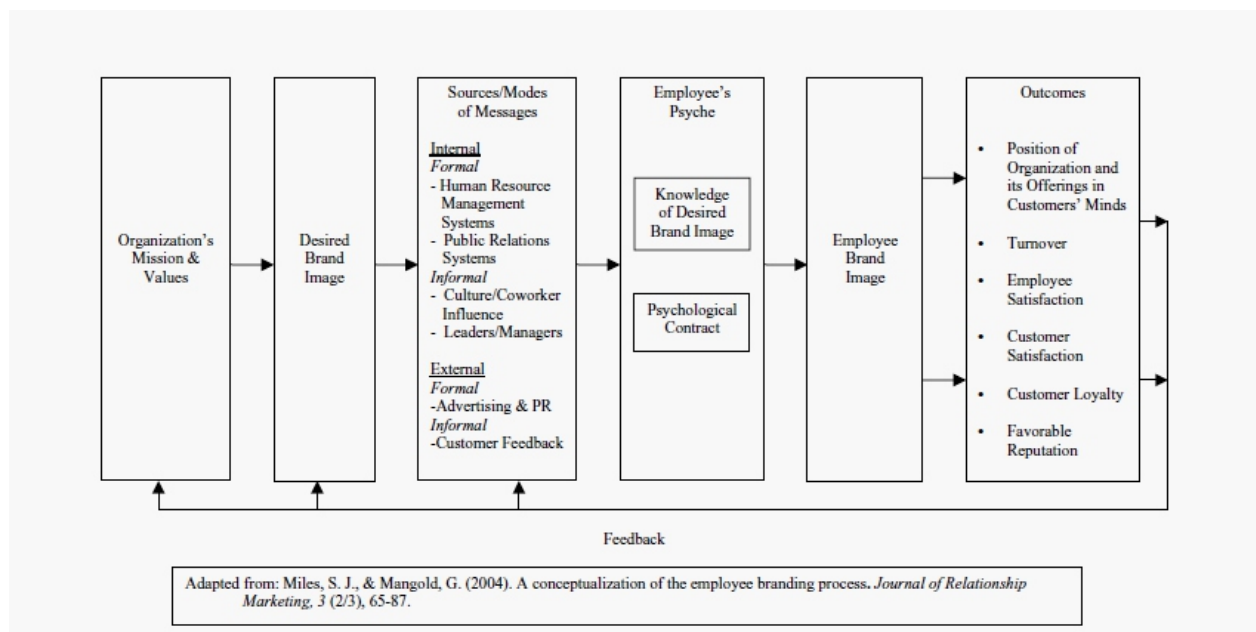 Organization's
Mission &
Values
Desired
Brand
Image
Sources/Modes
of Messages
Internal
Formal
- Human Resource
Management
Systems
- Public Relations
Systems
Informal
- Culture/Coworker
Influence
- Leaders/Managers
External
Formal
-Advertising & PR
Informal
-Customer Feedback
Employee's
Psyche
Knowledge
of Desired
Brand Image
Psychological
Contract
Employee
Brand
Image
Outcomes
• Position of
Organization and
its Offerings in
Customers' Minds
• Turnover
• Employee
Satisfaction
• Customer
Satisfaction
• Customer Loyalty
• Favorable
Reputation
Feedback
Adapted from: Miles, S. J., & Mangold, G. (2004). A conceptualization of the employee branding process. Journal of Relationship
Marketing, 3 (2/3), 65-87.